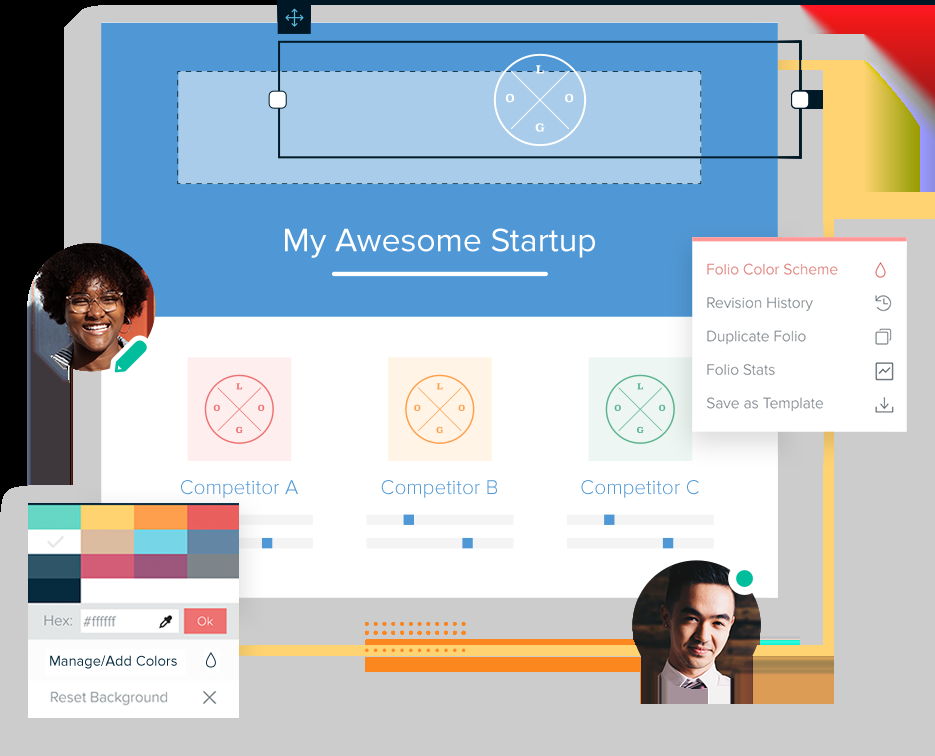 L
O O
G
My Awesome Startup
Folio Color Scheme
Revision History
Duplicate Folio
Folio Stats
Save as Template
L
O O
G
L
O O
G
L
O O
G
Competitor A
Competitor B
Competitor C
Hex: #ffffff Ok
Manage/Add Colors
Reset Background